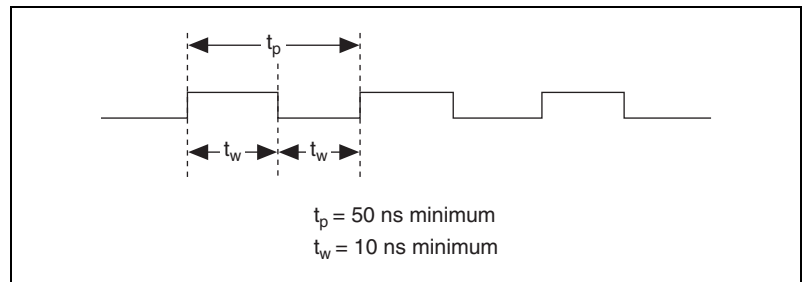 tp
tw tw
tp = 50 ns minimum
tw = 10 ns minimum